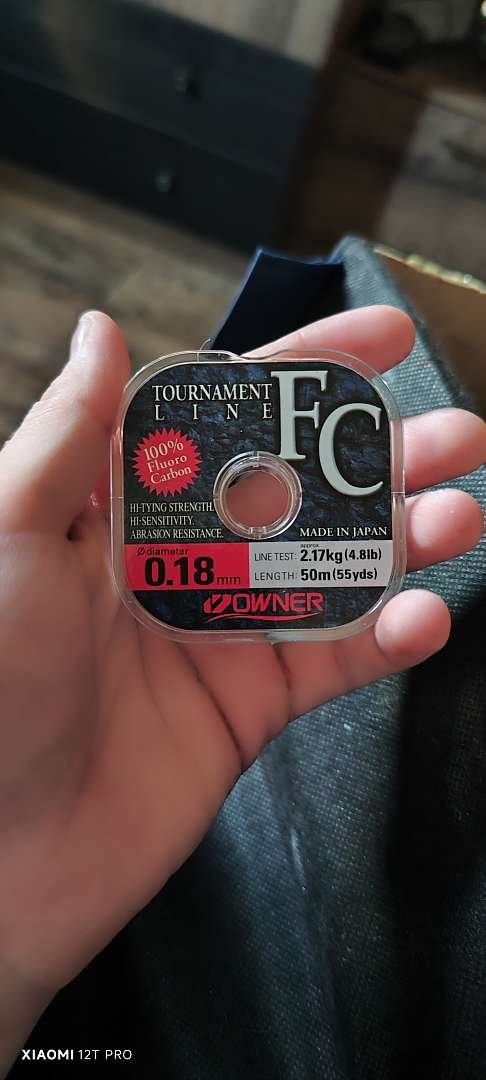 TOURNAMENT
LINE
FC
100%
Fluoro
Carbon
HI-TYING STRENGTH.
HI-SENSITIVITY.
ABRASION RESISTANCE.
MADE IN JAPAN
Ø diameter
0.18mm
approx
LINE TEST: 2.17kg(4.8lb)
LENGTH: 50m(55yds)
OWNER
XIAOMI 12T PRO